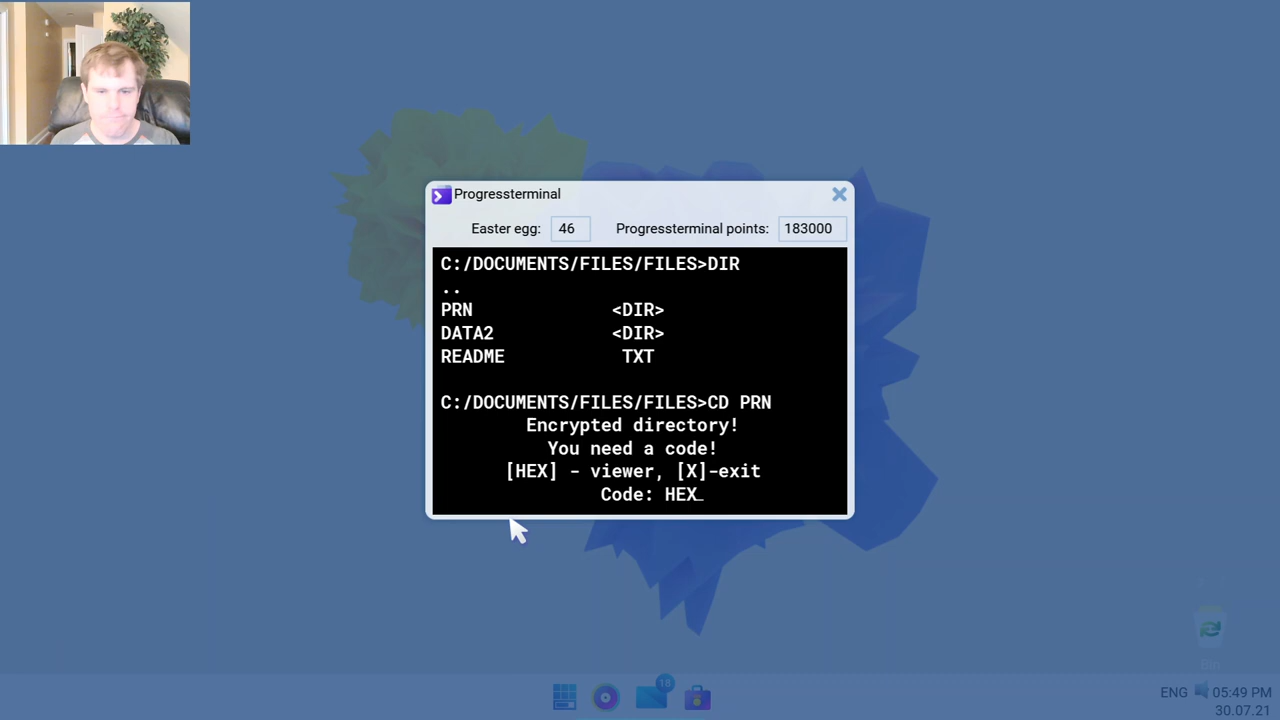 Progressterminal
Easter egg: 46 Progressterminal points: 183000
C:/DOCUMENTS/FILES/FILES>DIR
..
PRN <DIR>
DATA2 <DIR>
README TXT
C:/DOCUMENTS/FILES/FILES>CD PRN
Encrypted directory!
You need a code!
[HEX] - viewer, [X]-exit
Code: HEX_
Bin
18
ENG 05:49 PM
30.07.21